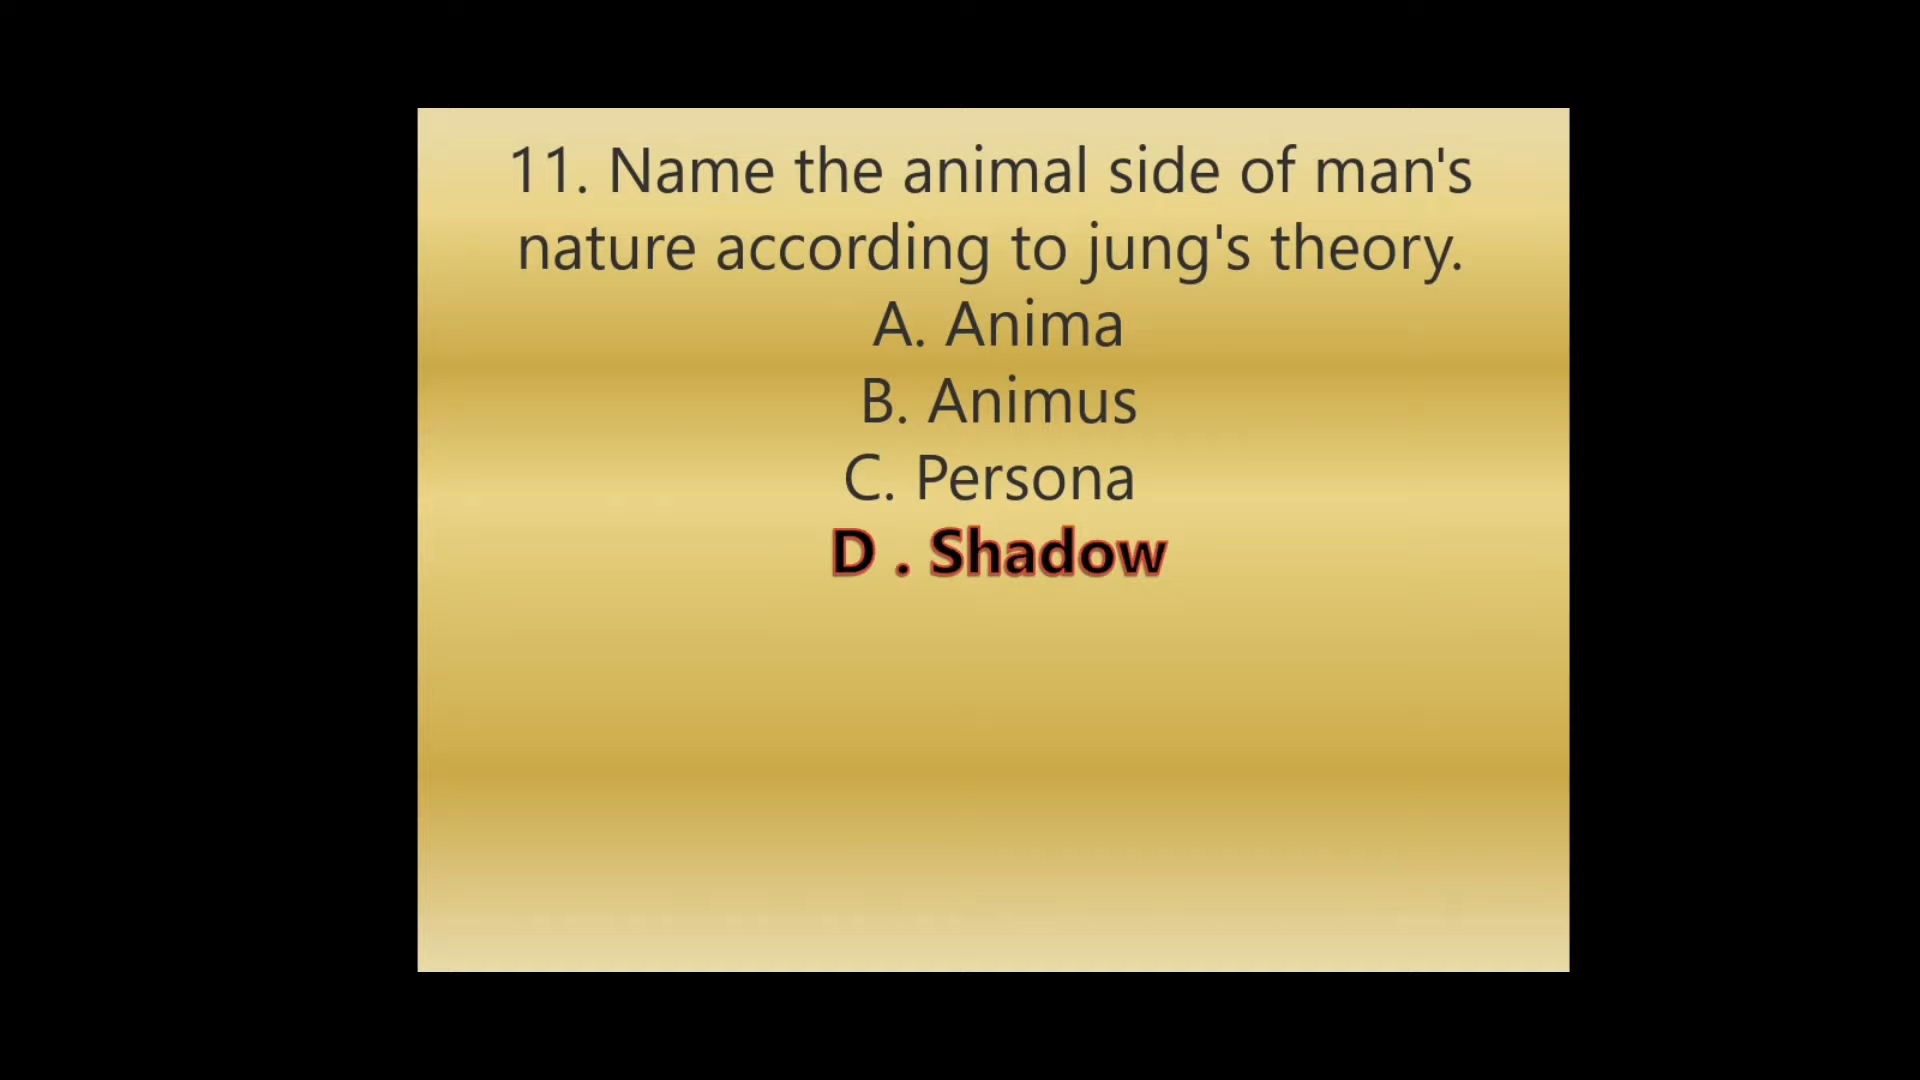 11. Name the animal side of man's
nature according to jung's theory.
A. Anima
B. Animus
C. Persona
D . Shadow